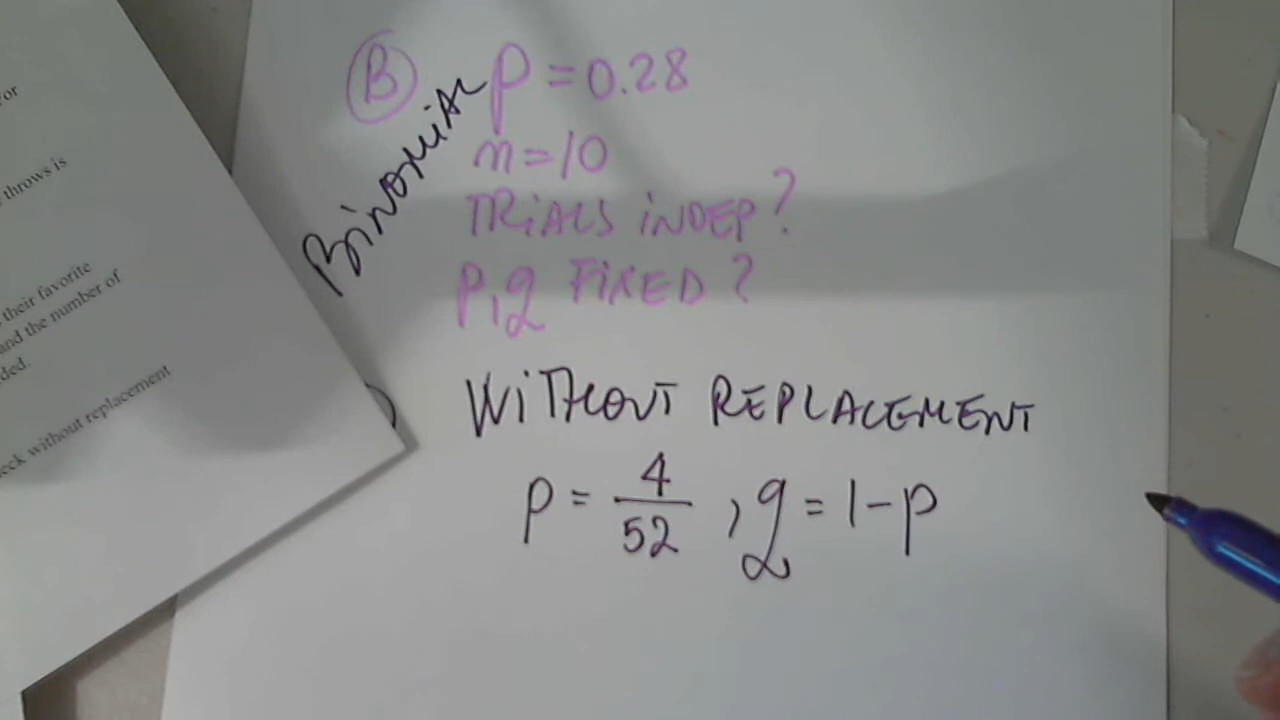 or
throws is
their favorite
and the number of
ded.
eck without replacement
B
Binomial
p = 0.28
n = 10
TRiALS iNDEP?
p, q FiXED?
WiTHOUT REPLACEMENT
p = 4/52, q = 1 - p